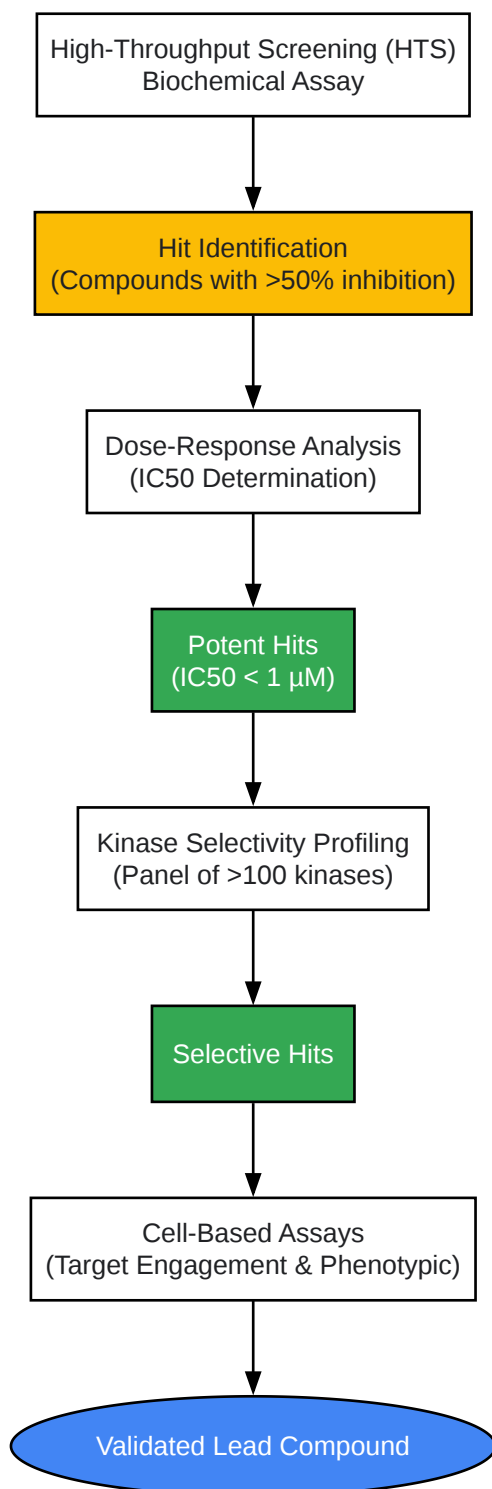 High-Throughput Screening (HTS)
Biochemical Assay
Hit Identification
(Compounds with >50% inhibition)
Dose-Response Analysis
(IC50 Determination)
Potent Hits
(IC50 < 1 µM)
Kinase Selectivity Profiling
(Panel of >100 kinases)
Selective Hits
Cell-Based Assays
(Target Engagement & Phenotypic)
Validated Lead Compound